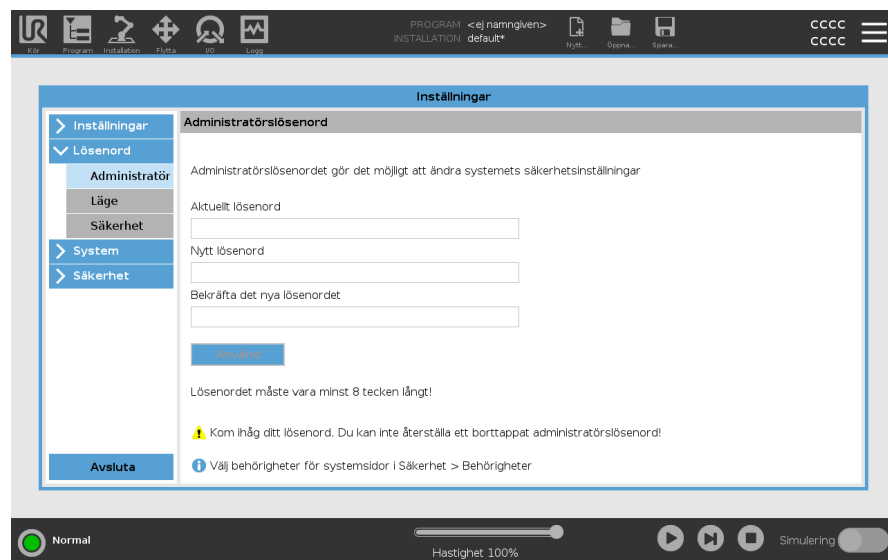 UR
Kör
Program
Installation
Flytta
I/O
Logg
PROGRAM <ej namngiven>
INSTALLATION default*
Nytt...
Öppna...
Spara...
CCCC
CCCC
Inställningar
Inställningar
Lösenord
Administratör
Läge
Säkerhet
System
Säkerhet
Avsluta
Administratörslösenord
Administratörslösenordet gör det möjligt att ändra systemets säkerhetsinställningar
Aktuellt lösenord
Nytt lösenord
Bekräfta det nya lösenordet
Använd
Lösenordet måste vara minst 8 tecken långt!
Kom ihåg ditt lösenord. Du kan inte återställa ett borttappat administratörslösenord!
Välj behörigheter för systemsidor i Säkerhet > Behörigheter
Normal
Hastighet 100%
Simulering